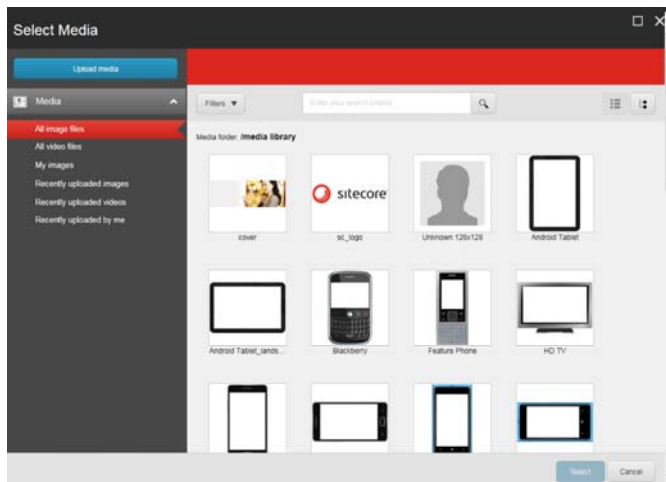 Select Media
Upload media
Media
All image files
All video files
My images
Recently uploaded images
Recently uploaded videos
Recently uploaded by me
Filters
Enter your search criteria
Media folder: /media library
sitecore
cover
sc_logo
Unknown 128x128
Android Tablet
Android Tablet_lands...
Blackberry
Feature Phone
HD TV
Select
Cancel